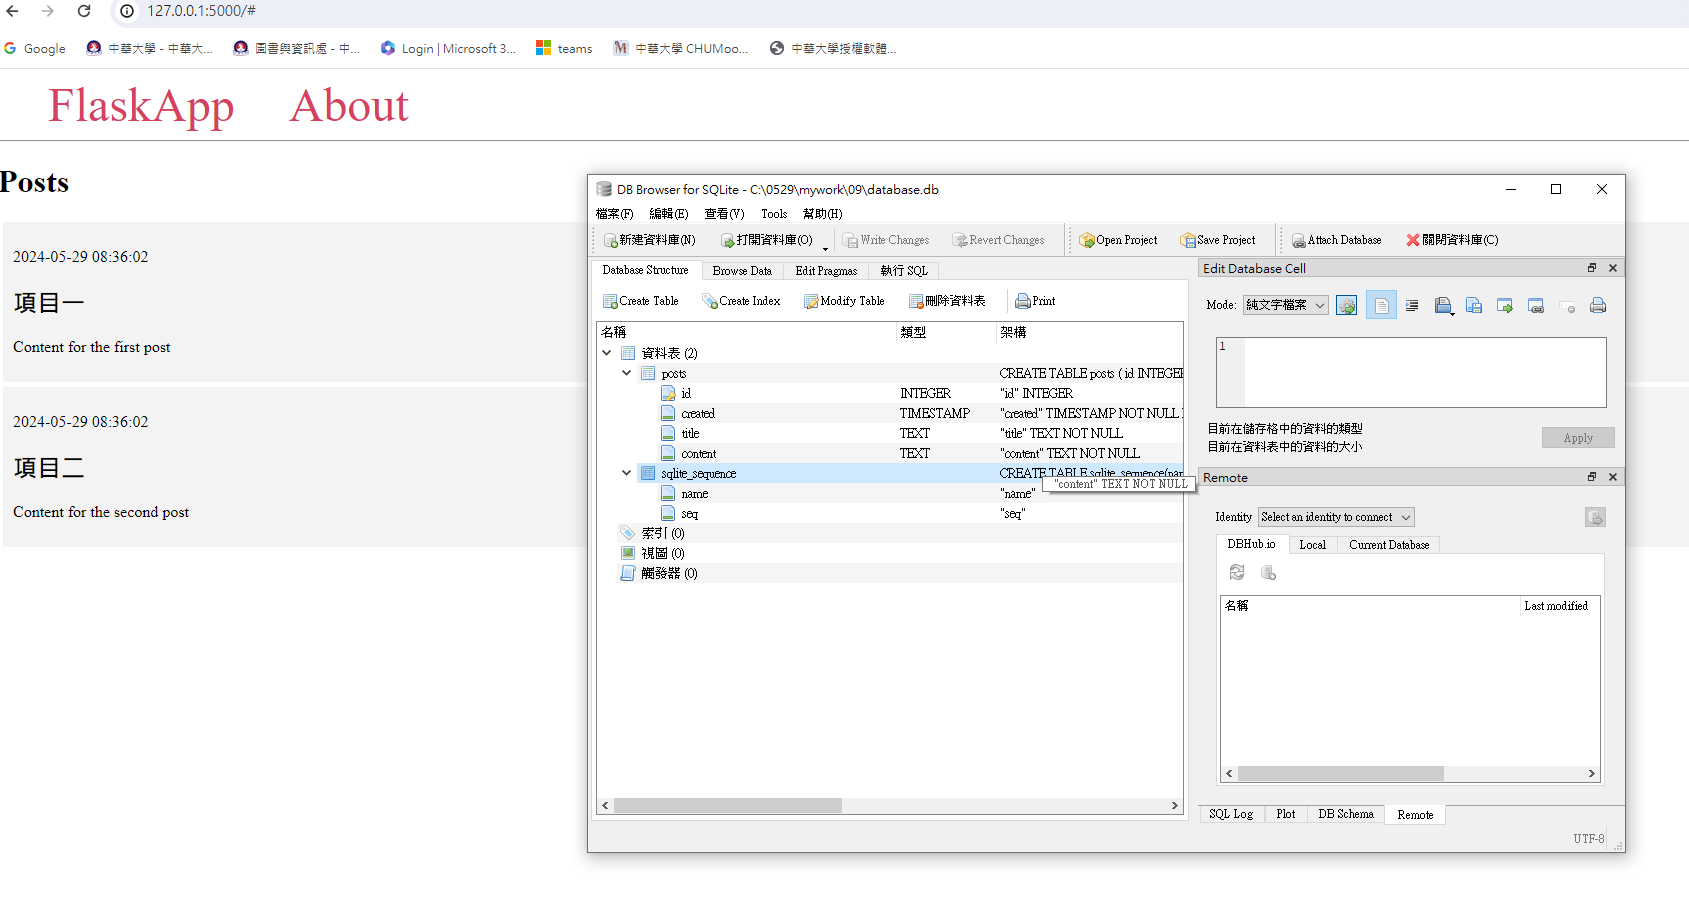 127.0.0.1:5000/#
Google 中華大學 - 中華大... 圖書與資訊處 - 中... Login | Microsoft 3... teams 中華大學 CHUMoo... 中華大學授權軟體...
FlaskApp About
Posts
2024-05-29 08:36:02
項目一
Content for the first post
2024-05-29 08:36:02
項目二
Content for the second post
DB Browser for SQLite - C:\0529\mywork\09\database.db
檔案(F) 編輯(E) 查看(V) Tools 幫助(H)
新建資料庫(N) 打開資料庫(O) Write Changes Revert Changes Open Project Save Project Attach Database 關閉資料庫(C)
Database Structure Browse Data Edit Pragmas 執行 SQL
Create Table Create Index Modify Table 刪除資料表 Print
名稱 類型 架構
資料表 (2)
posts CREATE TABLE posts ( id INTEGER
id INTEGER "id" INTEGER
created TIMESTAMP "created" TIMESTAMP NOT NULL
title TEXT "title" TEXT NOT NULL
content TEXT "content" TEXT NOT NULL
sqlite_sequence CREATE TABLE sqlite_sequence(nam
"content" TEXT NOT NULL
name "name"
seq "seq"
索引 (0)
視圖 (0)
觸發器 (0)
Edit Database Cell
Mode: 純文字檔案
1
目前在儲存格中的資料的類型
目前在資料表中的資料的大小
Apply
Remote
Identity Select an identity to connect
DBHub.io Local Current Database
名稱 Last modified
SQL Log Plot DB Schema Remote
UTF-8